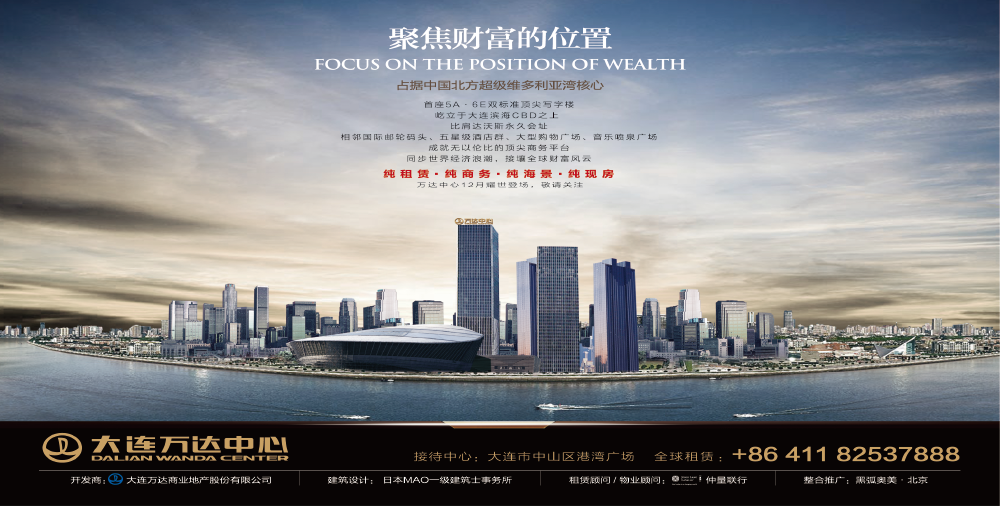 聚焦财富的位置
FOCUS ON THE POSITION OF WEALTH
占据中国北方超级维多利亚湾核心
首座5A·6E双标准顶尖写字楼
屹立于大连滨海CBD之上
比肩达沃斯永久会址
相邻国际邮轮码头、五星级酒店群、大型购物广场、音乐喷泉广场
成就无以伦比的顶尖商务平台
同步世界经济浪潮，接壤全球财富风云
纯租赁·纯商务·纯海景·纯现房
万达中心12月耀世登场，敬请关注
万达中心
大连万达中心
DALIAN WANDA CENTER
接待中心：大连市中山区港湾广场 全球租赁：+86 411 82537888
开发商：大连万达商业地产股份有限公司 建筑设计：日本MAO一级建筑士事务所 租赁顾问/物业顾问：仲量联行 整合推广：黑弧奥美·北京